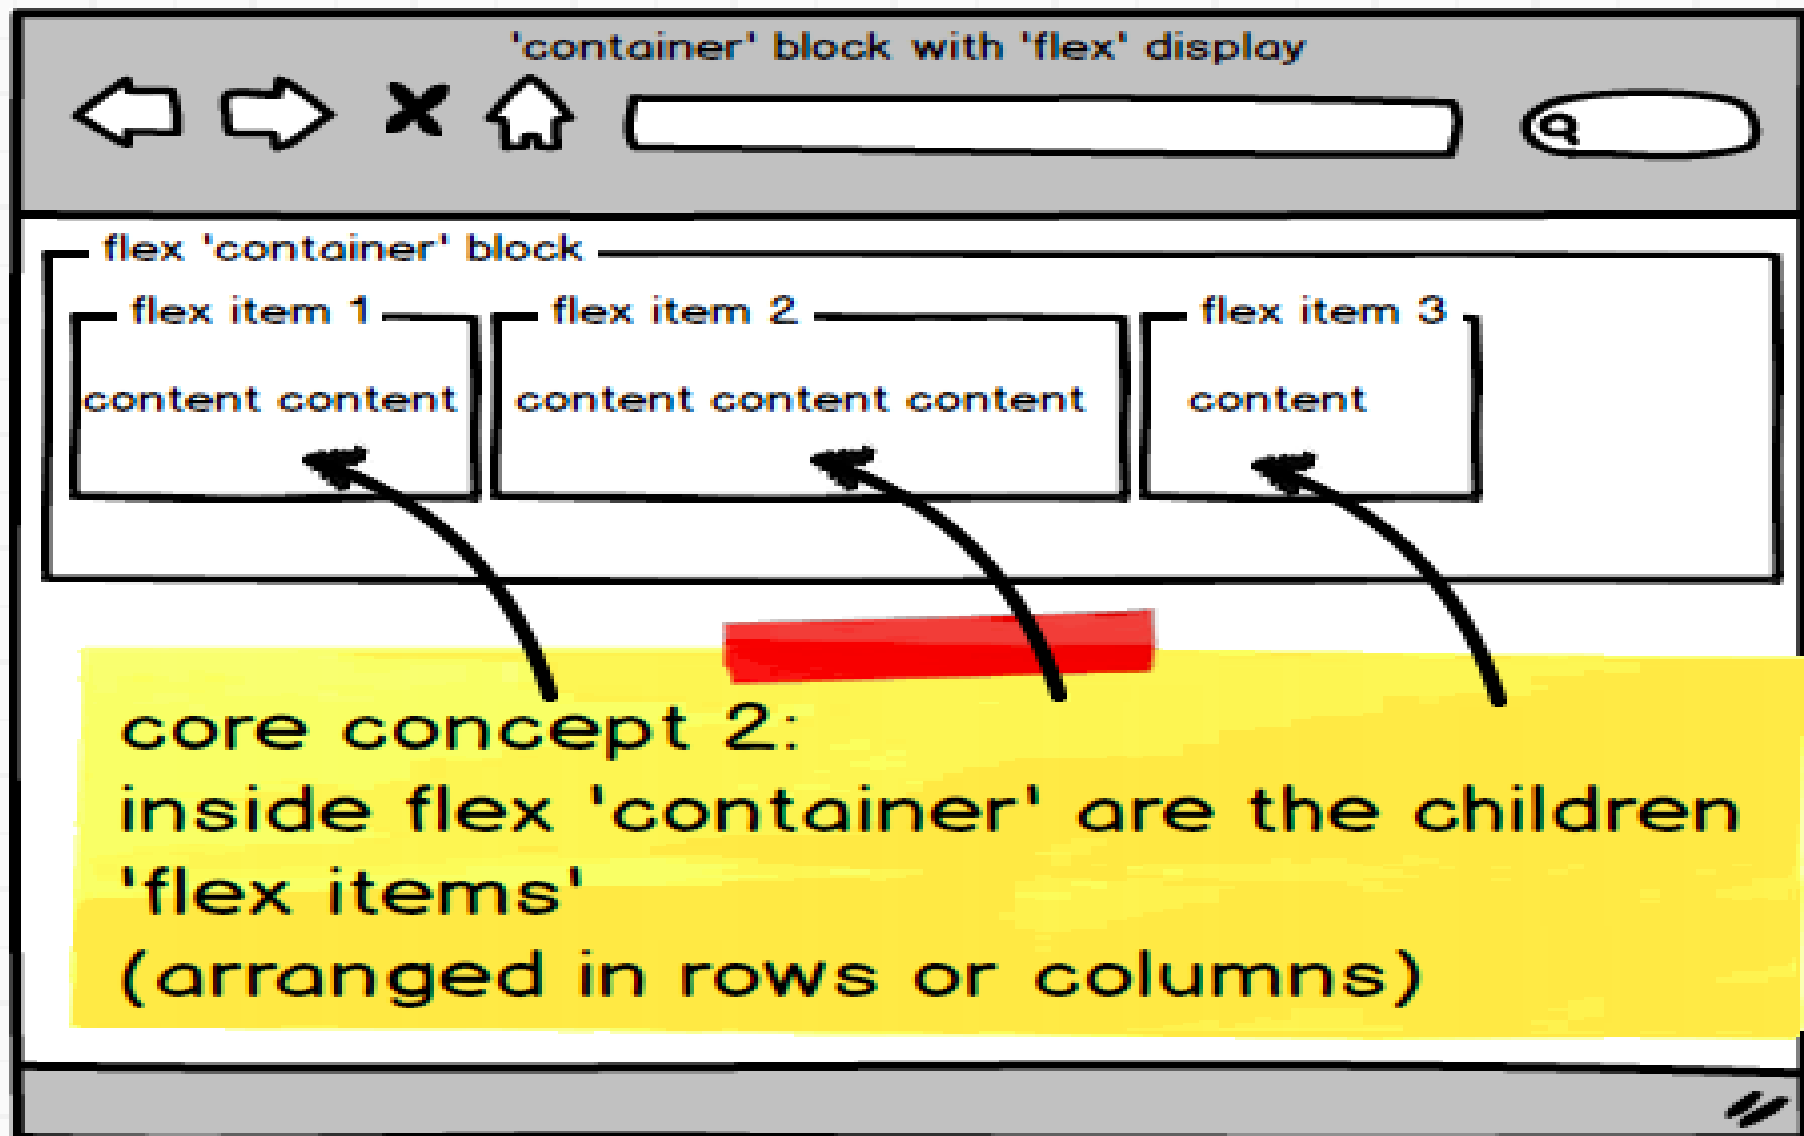 'container' block with 'flex' display
flex 'container' block
flex item 1
flex item 2
flex item 3
content content
content content content
content
core concept 2:
inside flex 'container' are the children
'flex items'
(arranged in rows or columns)